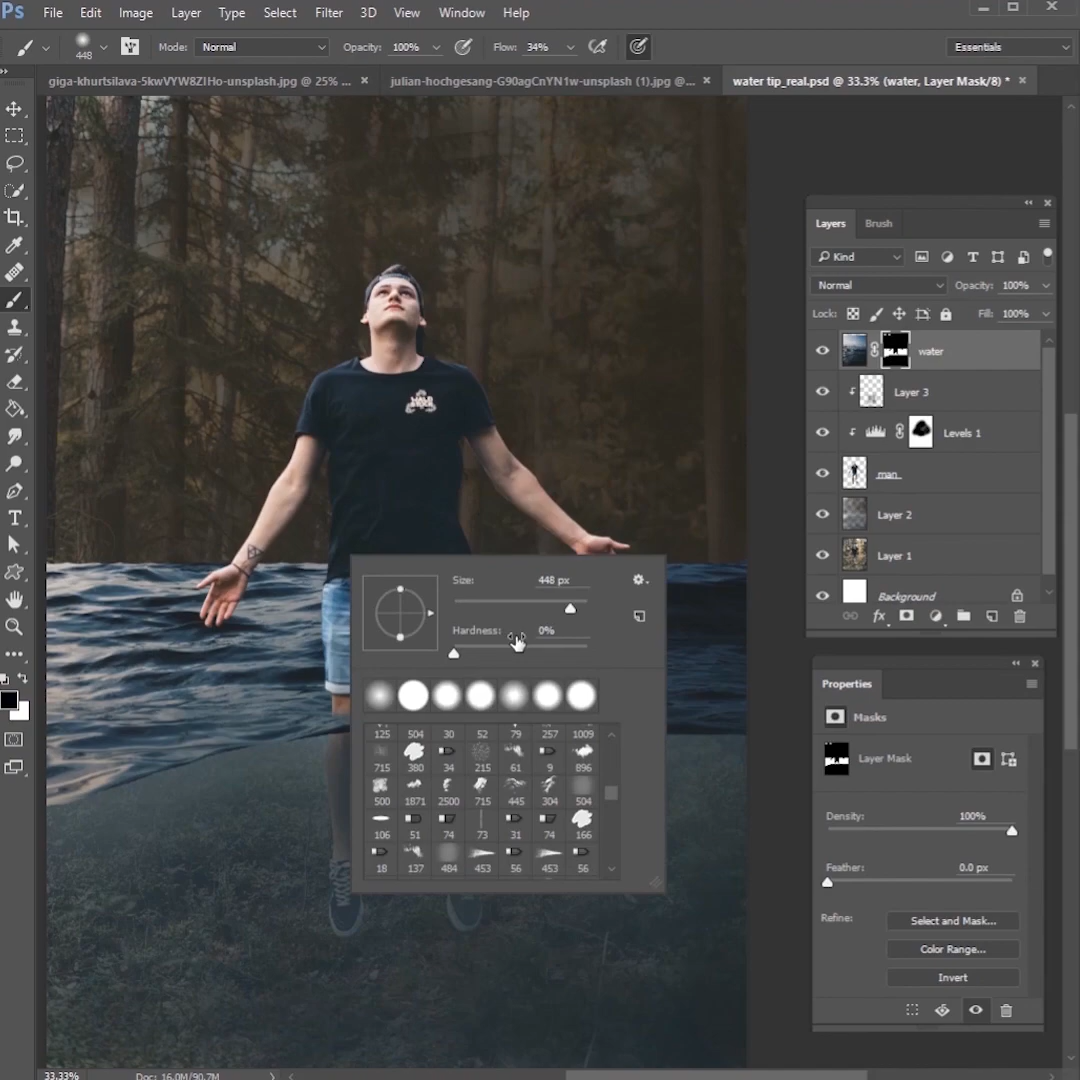 Ps File Edit Image Layer Type Select Filter 3D View Window Help
448 Mode: Normal Opacity: 100% Flow: 34% Essentials
giga-khurtsilava-5kwVYW8ZIHo-unsplash.jpg @ 25% ... × julian-hochgesang-G90agCnYN1w-unsplash (1).jpg @... × water tip_real.psd @ 33.3% (water, Layer Mask/8) * ×
Layers Brush
Kind
Normal Opacity: 100%
Lock: Fill: 100%
water
Layer 3
Levels 1
man
Layer 2
Layer 1
Background
fx
Size: 448 px
Hardness: 0%
125 504 30 52 79 257 1009
715 380 34 215 61 9 896
500 1871 2500 715 445 304 504
106 51 74 73 31 74 166
18 137 484 453 56 453 56
Properties
Masks
Layer Mask
Density: 100%
Feather: 0.0 px
Refine: Select and Mask...
Color Range...
Invert
33.33% Doc: 16.0M/90.7M